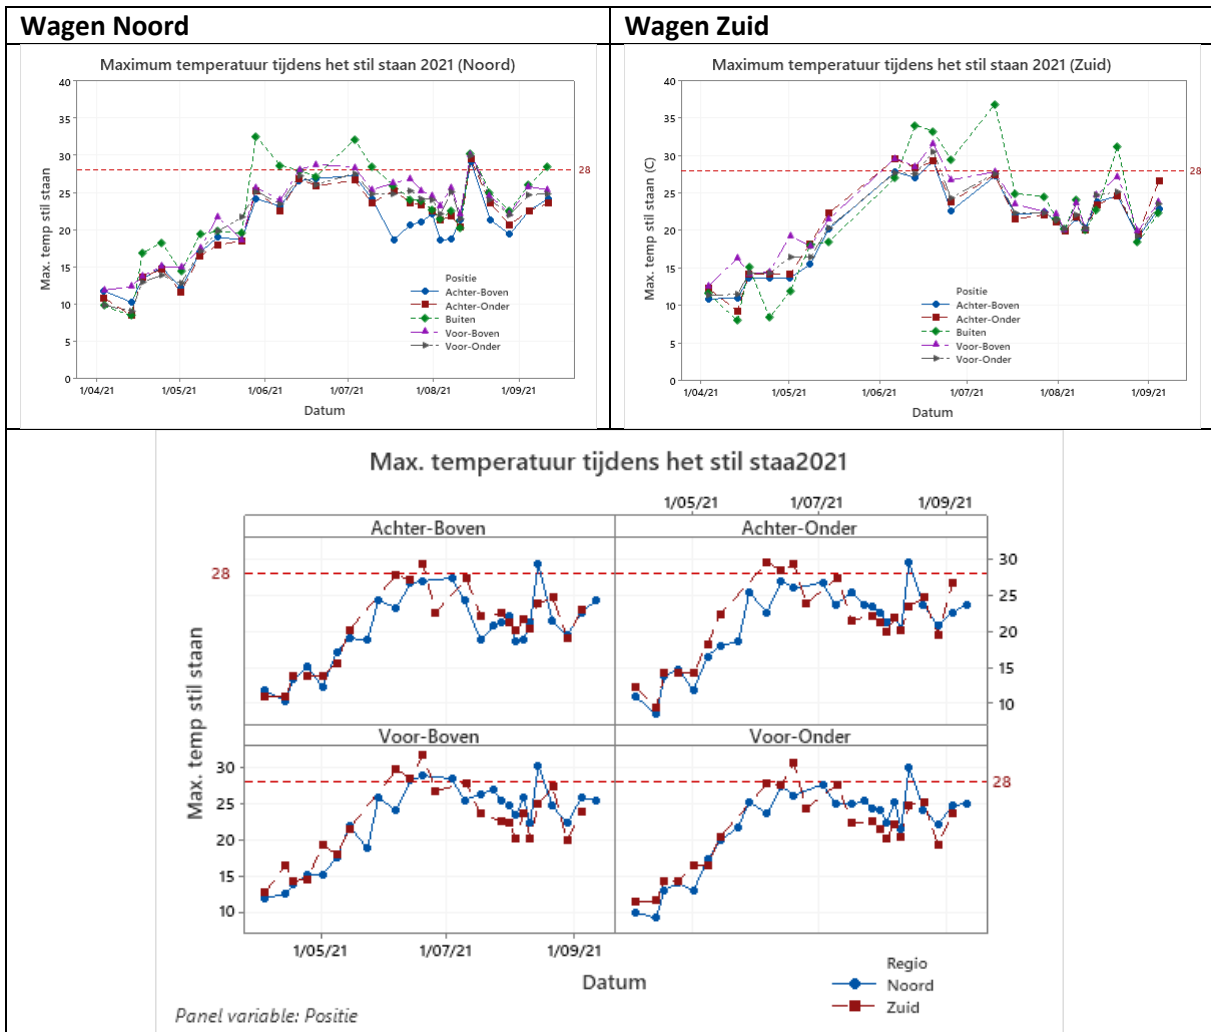 Wagen Noord
Wagen Zuid
Maximum temperatuur tijdens het stil staan 2021 (Noord)
Max. temp stil staan
40
35
30
25
20
15
10
5
0
28
Positie
Achter-Boven
Achter-Onder
Buiten
Voor-Boven
Voor-Onder
1/04/21 1/05/21 1/06/21 1/07/21 1/08/21 1/09/21
Datum
Maximum temperatuur tijdens het stil staan 2021 (Zuid)
Max. temp stil staan (C)
40
35
30
25
20
15
10
5
0
28
Positie
Achter-Boven
Achter-Onder
Buiten
Voor-Boven
Voor-Onder
1/04/21 1/05/21 1/06/21 1/07/21 1/08/21 1/09/21
Datum
Max. temperatuur tijdens het stil staa2021
1/05/21 1/07/21 1/09/21
Achter-Boven Achter-Onder
28
30
25
20
15
10
Max. temp stil staan
Voor-Boven Voor-Onder
30
25
20
15
10
28
1/05/21 1/07/21 1/09/21
Datum
Regio
Noord
Zuid
Panel variable: Positie